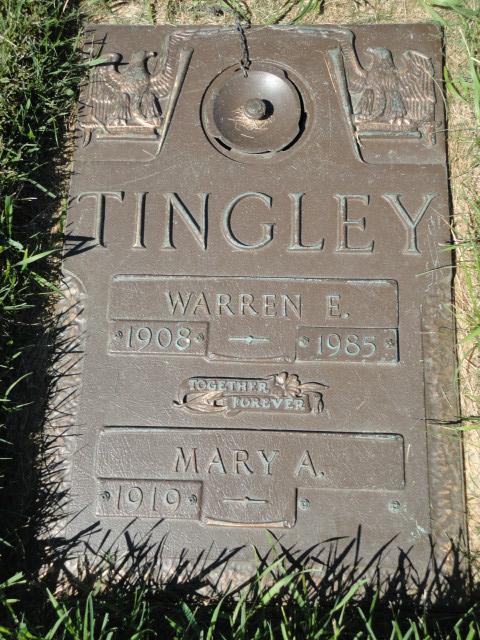 TINGLEY
WARREN E.
1908 - 1985
TOGETHER
FOREVER
MARY A.
1919 -